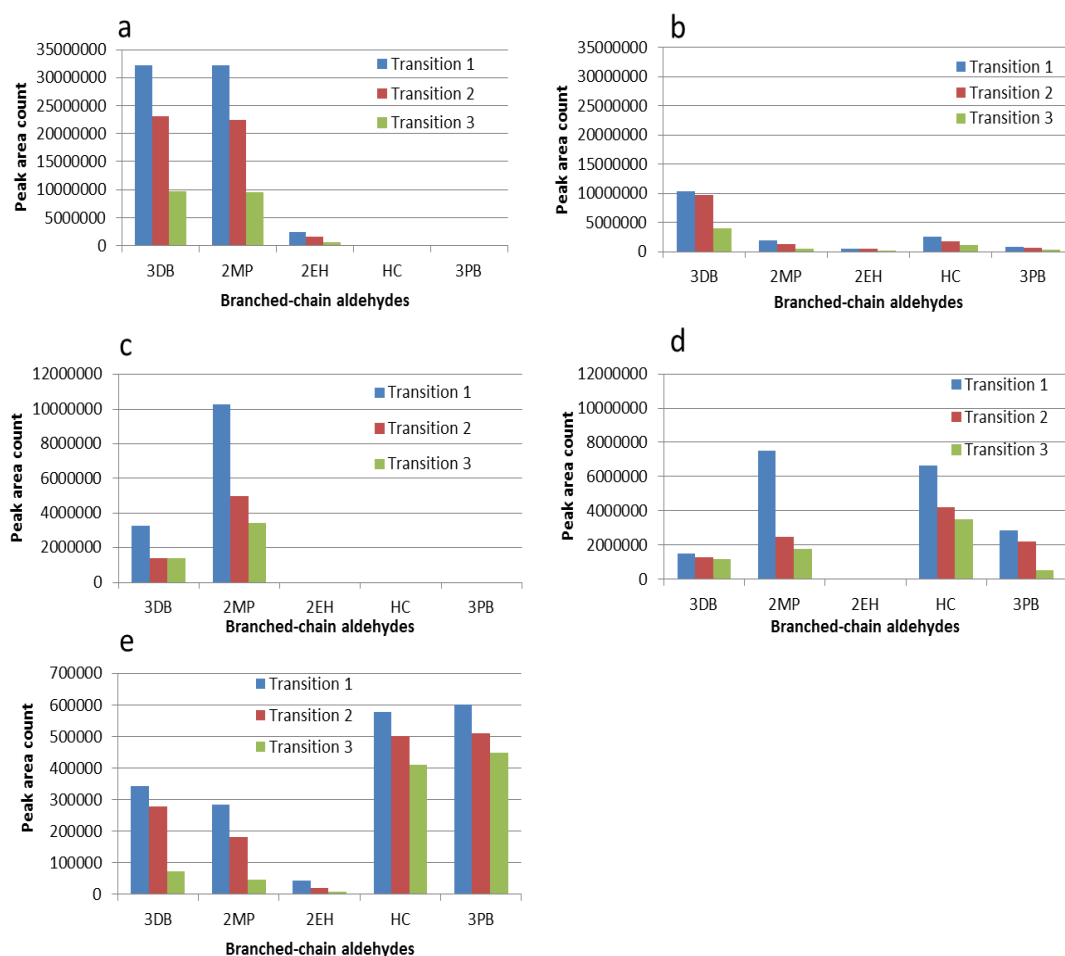 a
35000000
30000000
25000000
20000000
15000000
10000000
5000000
0
Peak area count
Transition 1
Transition 2
Transition 3
3DB 2MP 2EH HC 3PB
Branched-chain aldehydes
b
35000000
30000000
25000000
20000000
15000000
10000000
5000000
0
Peak area count
Transition 1
Transition 2
Transition 3
3DB 2MP 2EH HC 3PB
Branched-chain aldehydes
c
12000000
10000000
8000000
6000000
4000000
2000000
0
Peak area count
Transition 1
Transition 2
Transition 3
3DB 2MP 2EH HC 3PB
Branched-chain aldehydes
d
12000000
10000000
8000000
6000000
4000000
2000000
0
Peak area count
Transition 1
Transition 2
Transition 3
3DB 2MP 2EH HC 3PB
Branched-chain aldehydes
e
700000
600000
500000
400000
300000
200000
100000
0
Peak area count
Transition 1
Transition 2
Transition 3
3DB 2MP 2EH HC 3PB
Branched-chain aldehydes